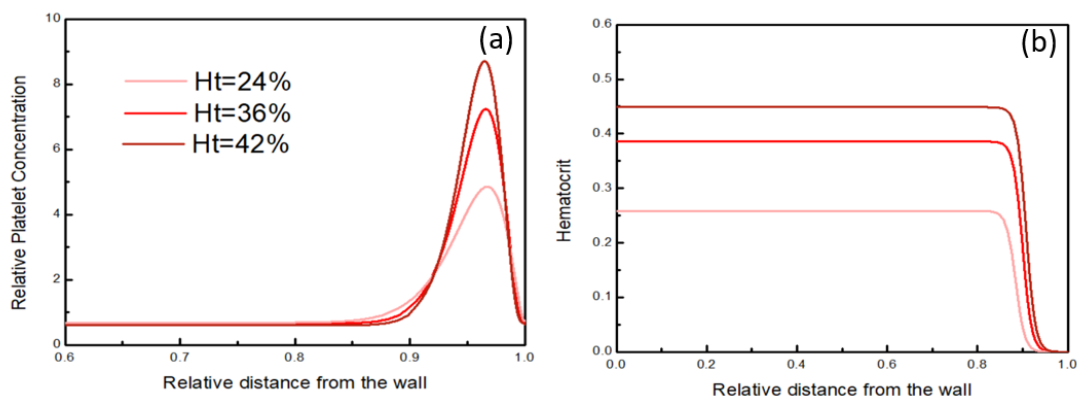 (a)
10
8
6
4
2
0
Relative Platelet Concentration
Ht=24%
Ht=36%
Ht=42%
0.6 0.7 0.8 0.9 1.0
Relative distance from the wall
(b)
0.6
0.5
0.4
0.3
0.2
0.1
0.0
Hematocrit
0.0 0.2 0.4 0.6 0.8 1.0
Relative distance from the wall